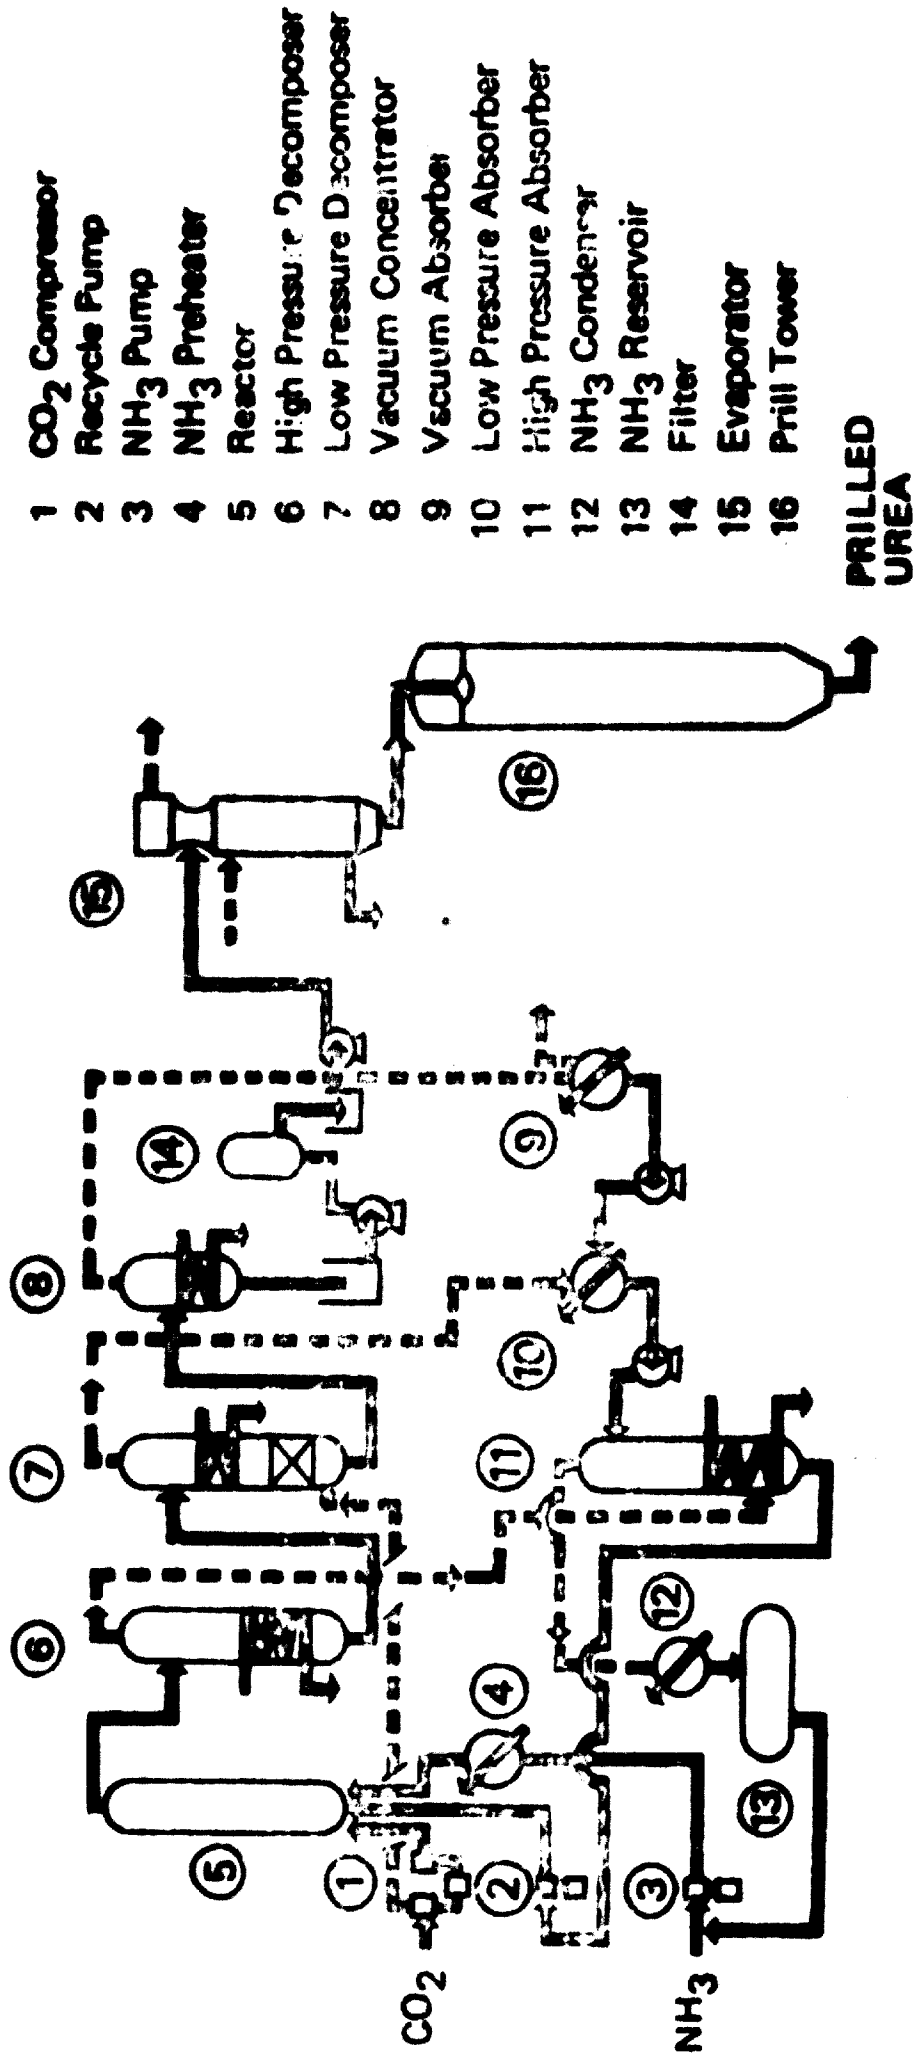 1 CO2 Compressor
2 Recycle Pump
3 NH3 Pump
4 NH3 Preheater
5 Reactor
6 High Pressure Decomposer
7 Low Pressure Decomposer
8 Vacuum Concentrator
9 Vacuum Absorber
10 Low Pressure Absorber
11 High Pressure Absorber
12 NH3 Condenser
13 NH3 Reservoir
14 Filter
15 Evaporator
16 Prill Tower
PRILLED
UREA
15
16
14
8
9
7
10
6
11
5
4
12
1
2
3
13
CO2
NH3